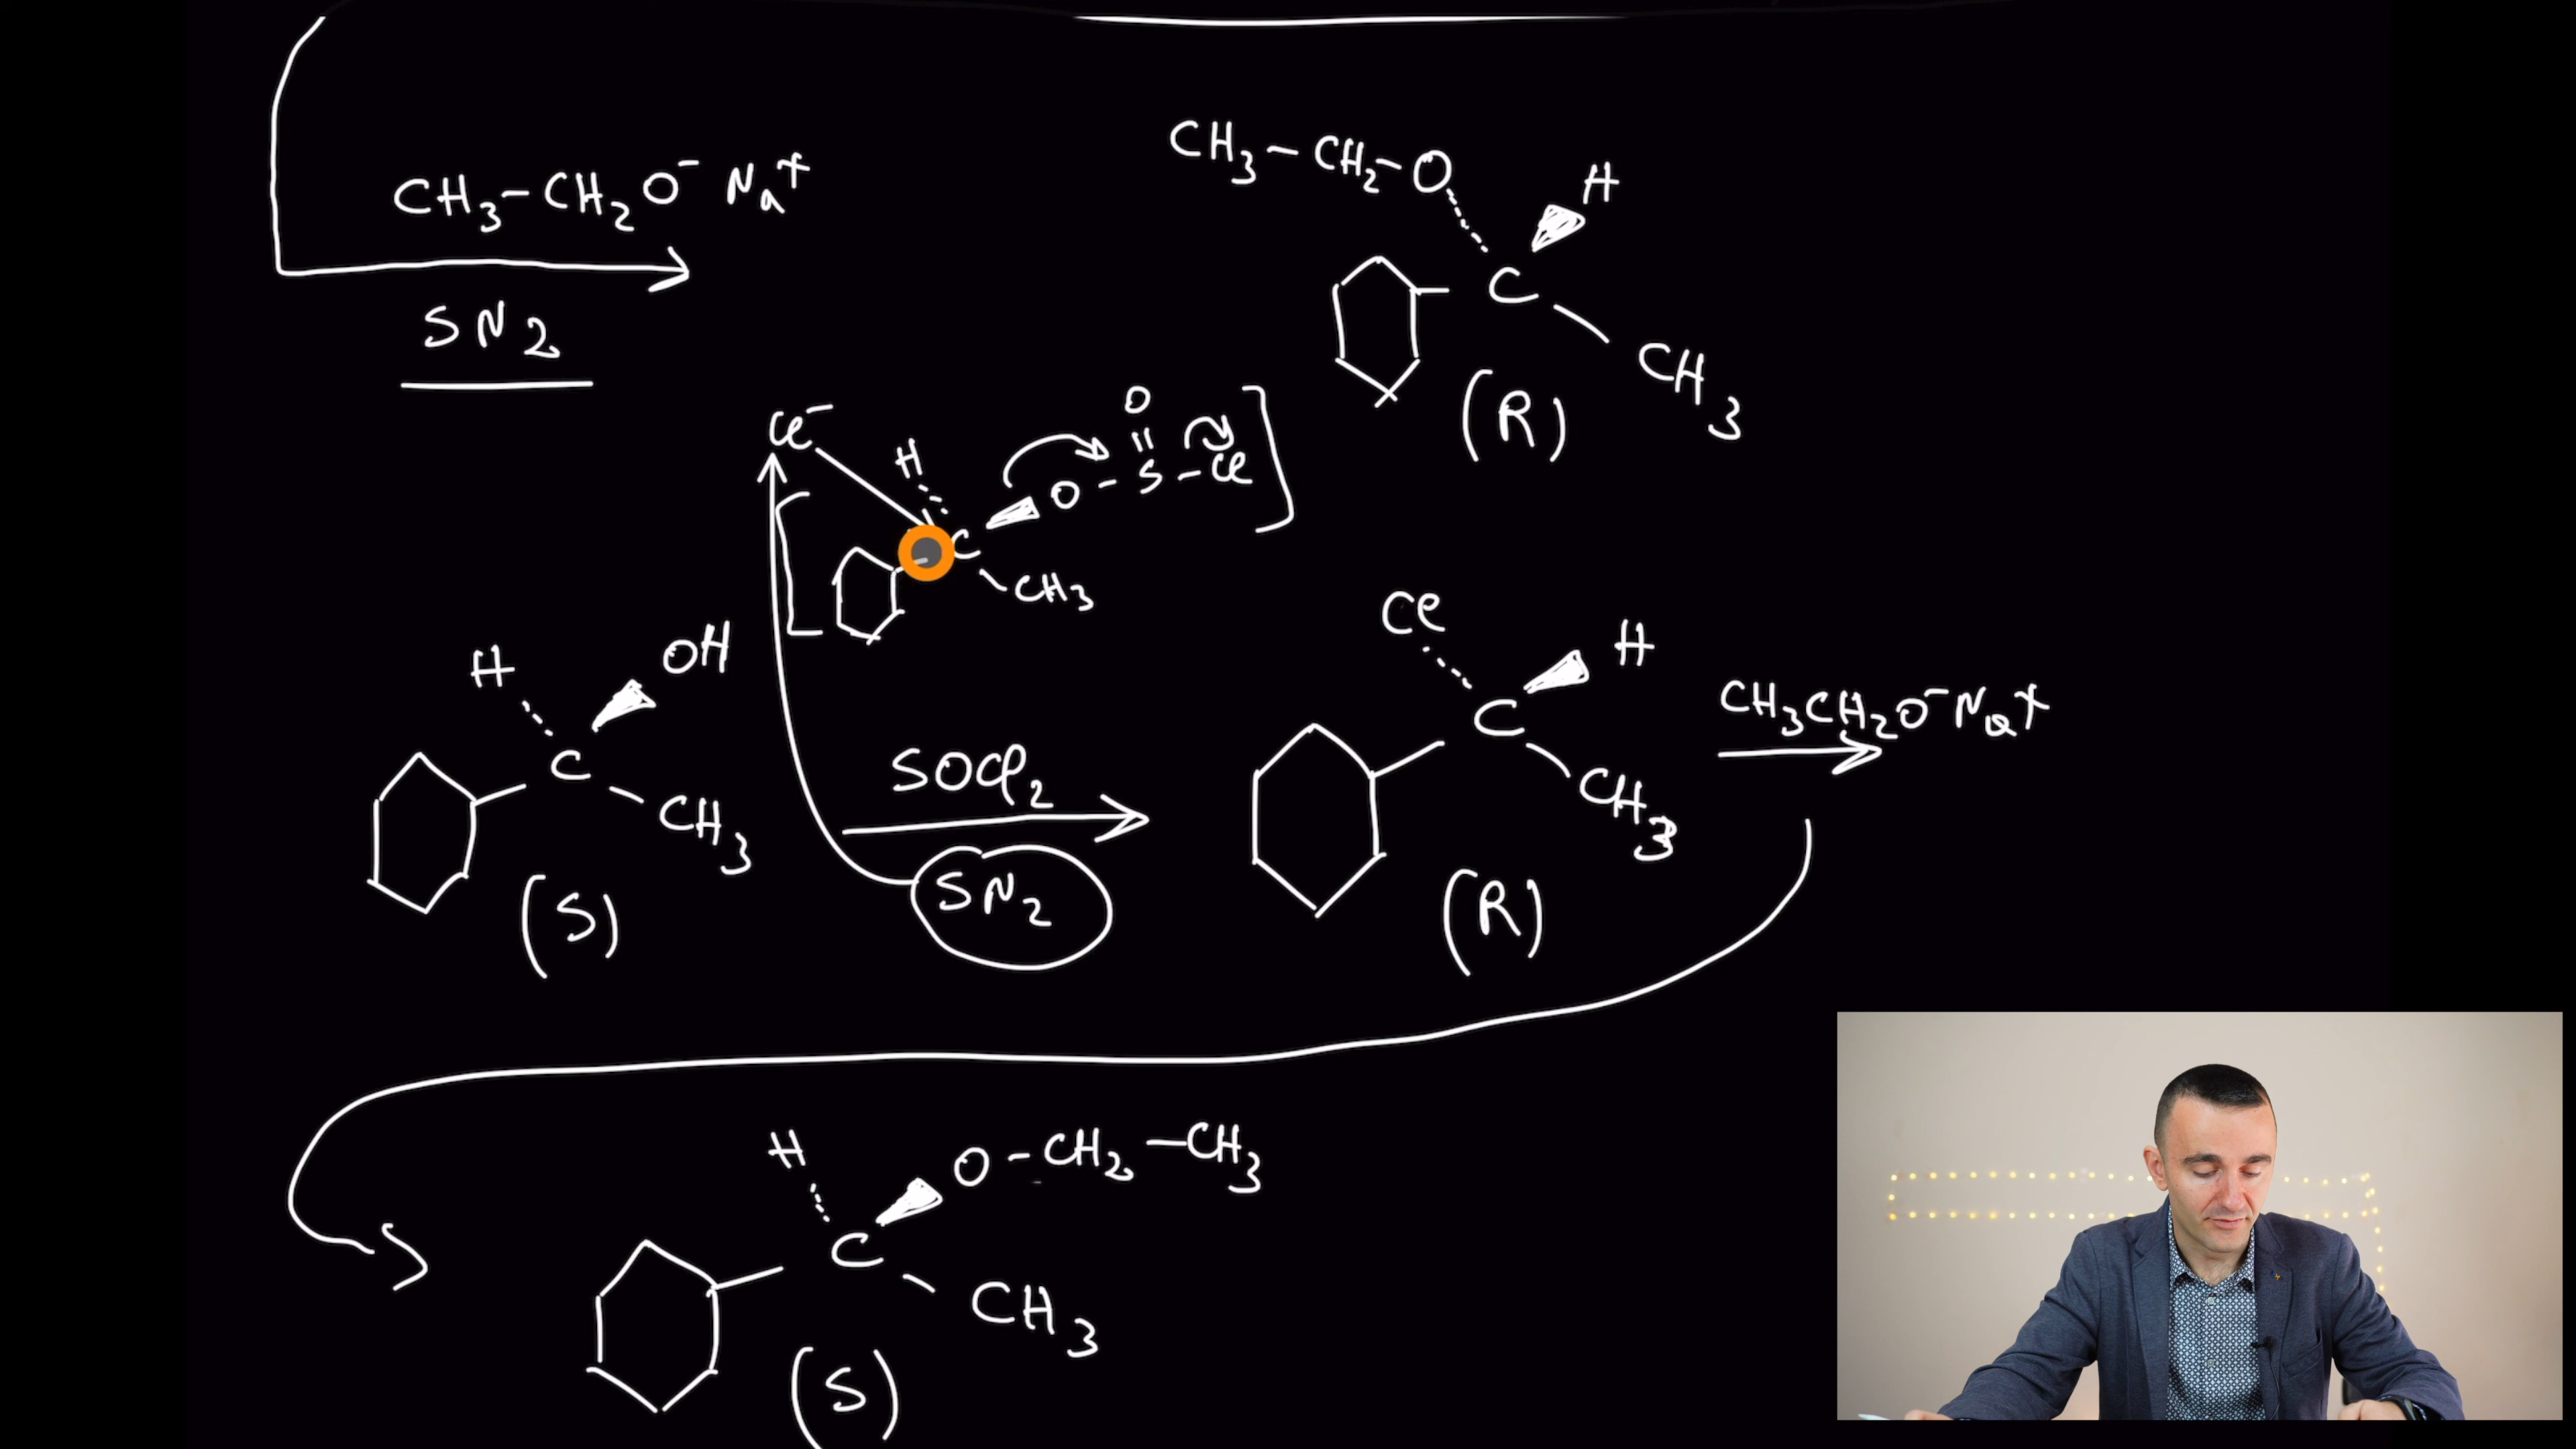 CH3-CH2-O
H
CH3-CH2O⁻ Na⁺
C
SN2
CH3
(R)
O
Cl⁻
H
O-S-Cl
C
CH3
H
OH
C
CH3
(S)
SOCl2
SN2
Cl
H
C
CH3
(R)
CH3CH2O⁻Na⁺
H
O-CH2-CH3
C
CH3
(S)